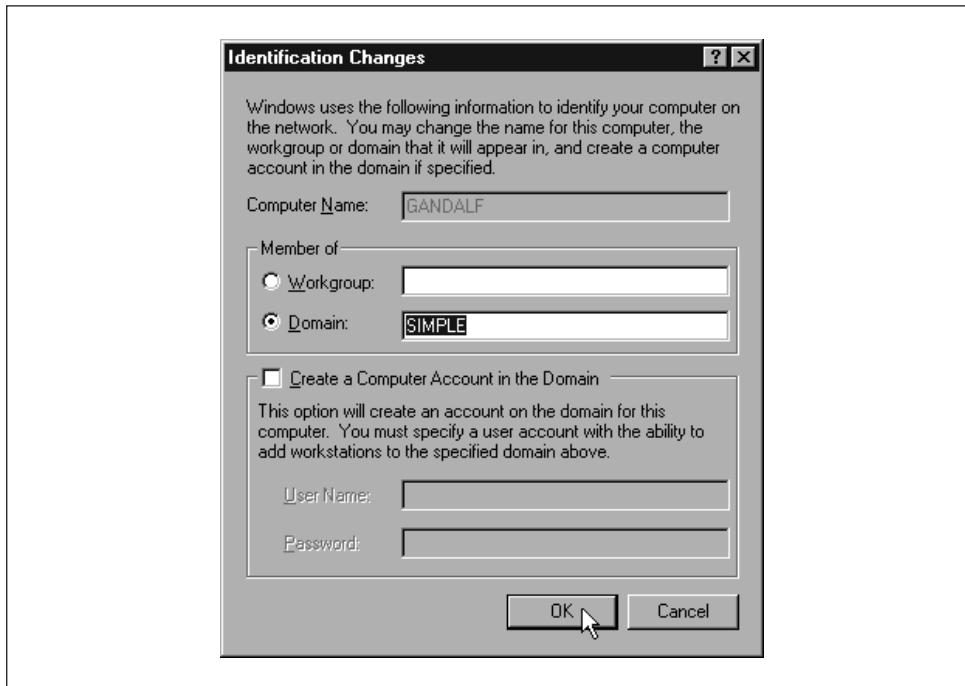 Identification Changes
Windows uses the following information to identify your computer on
the network. You may change the name for this computer, the
workgroup or domain that it will appear in, and create a computer
account in the domain if specified.
Computer Name: GANDALF
Member of
Workgroup:
Domain: SIMPLE
Create a Computer Account in the Domain
This option will create an account on the domain for this
computer. You must specify a user account with the ability to
add workstations to the specified domain above.
User Name:
Password:
OK Cancel